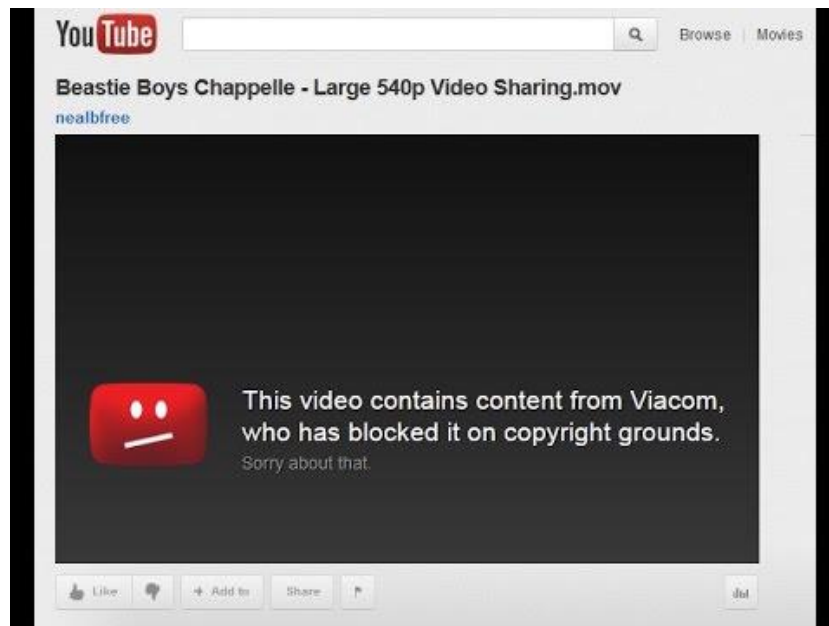 YouTube
Browse | Movies
Beastie Boys Chappelle - Large 540p Video Sharing.mov
nealbfree
This video contains content from Viacom,
who has blocked it on copyright grounds.
Sorry about that.
Like + Add to Share